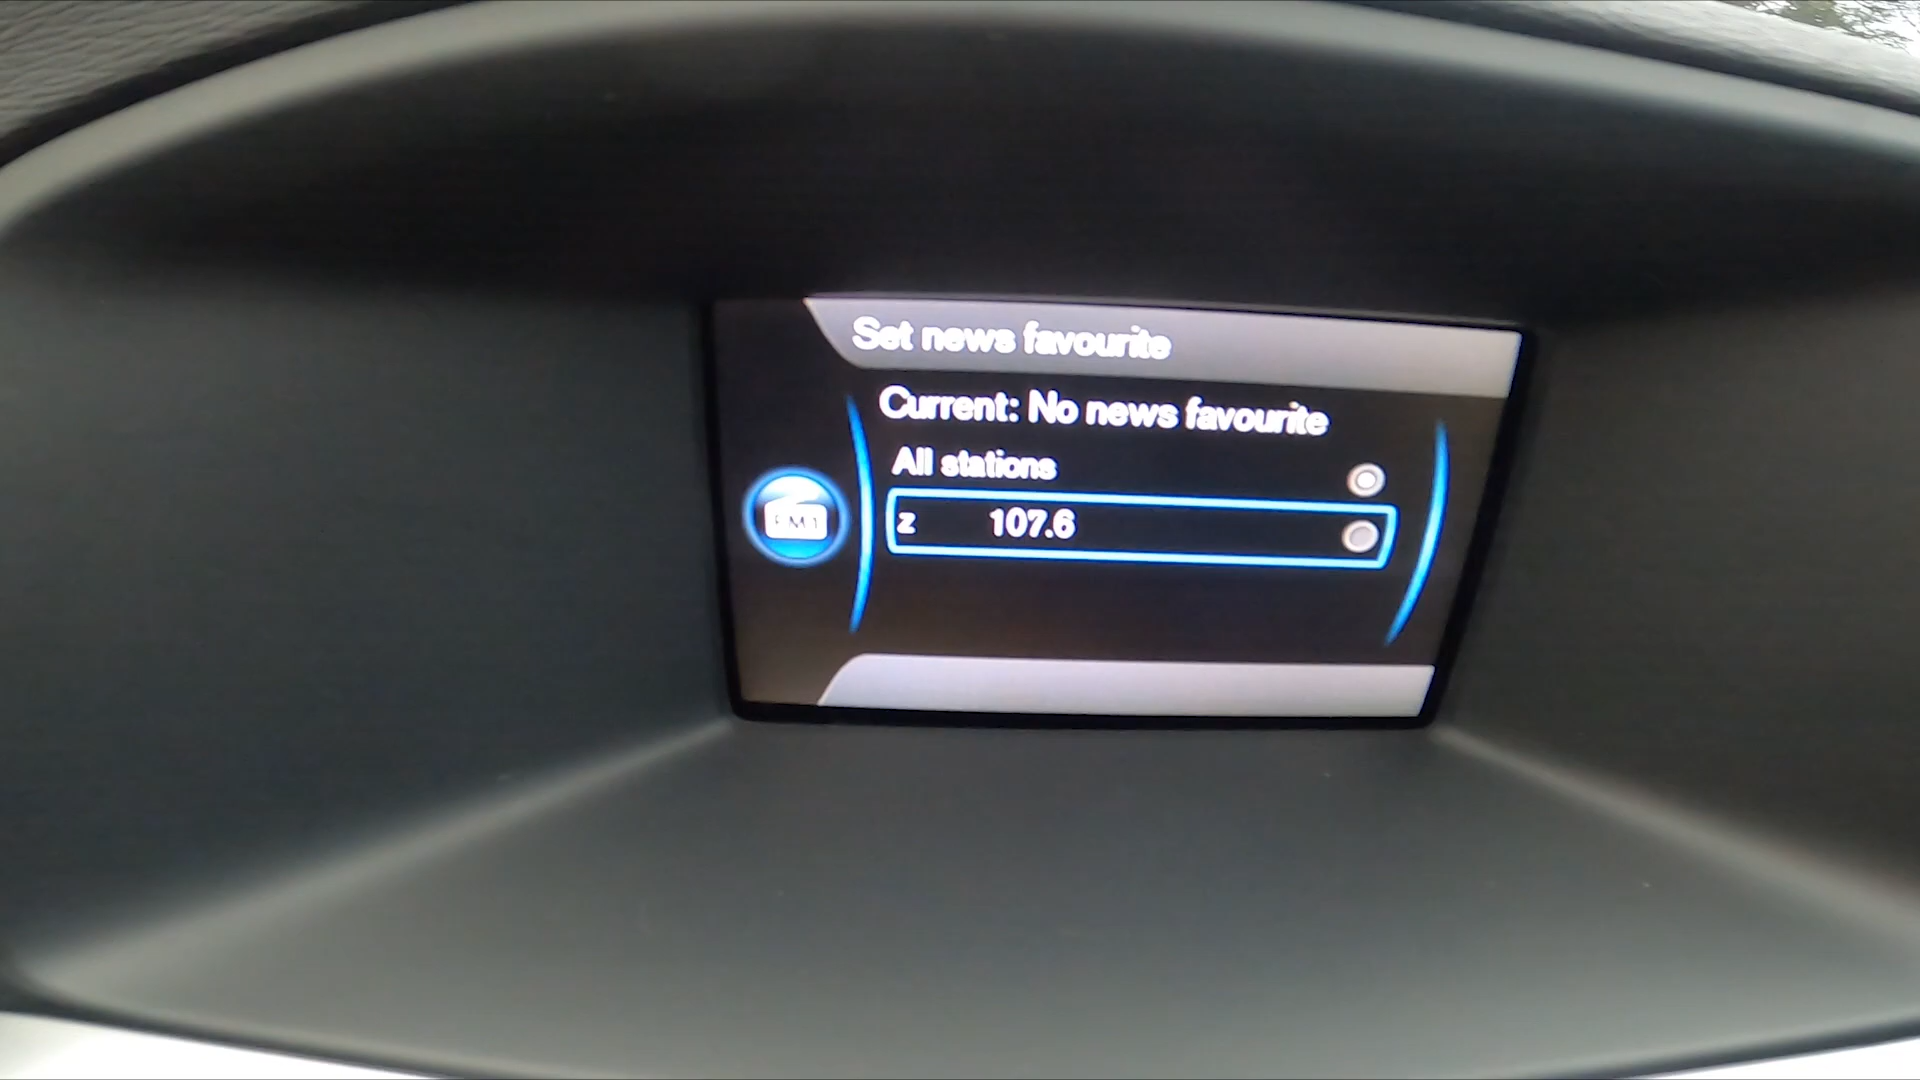 Set news favourite
Current: No news favourite
All stations
z 107.6
FM1